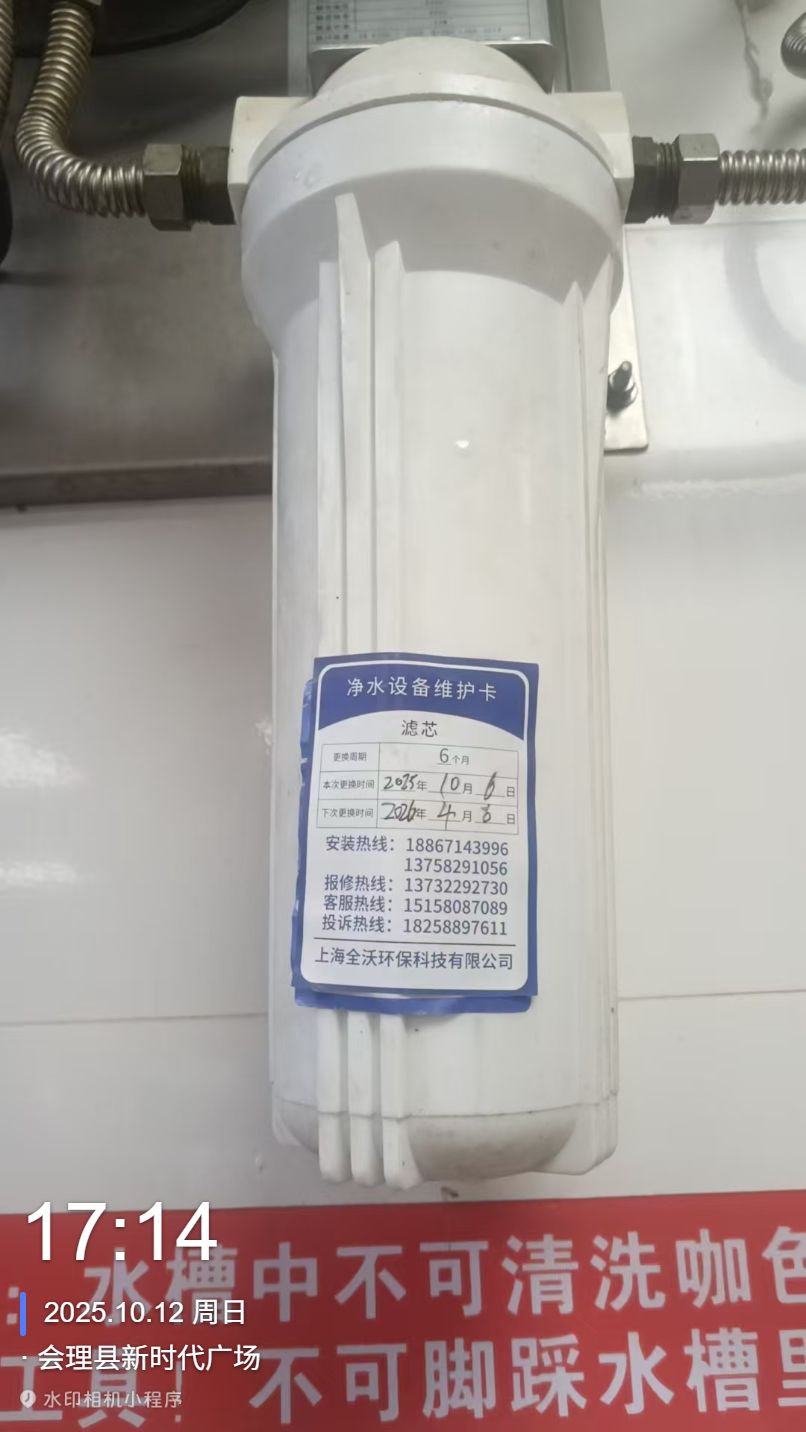 净水设备维护卡
滤芯
更换周期 6个月
本次更换时间 2025年 10月 6日
下次更换时间 2026年 4月 6日
安装热线：18867143996
13758291056
报修热线：13732292730
客服热线：15158087089
投诉热线：18258897611
上海全沃环保科技有限公司
：水槽中不可清洗咖色
工具！不可脚踩水槽里
17:14
2025.10.12 周日
· 会理县新时代广场
水印相机小程序